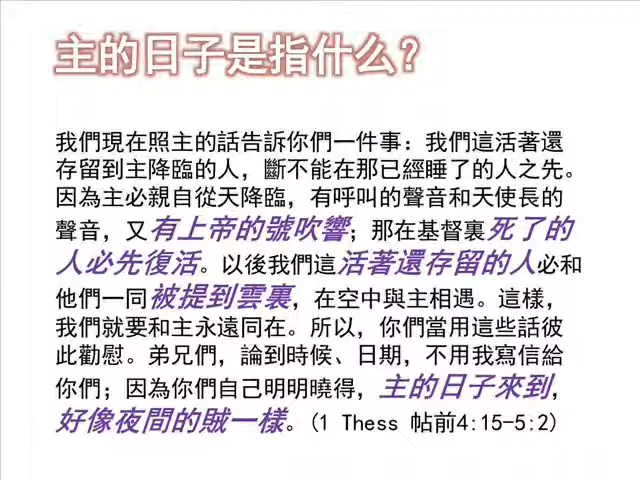 主的日子是指什么？
我們現在照主的話告訴你們一件事：我們這活著還
存留到主降臨的人，斷不能在那已經睡了的人之先。
因為主必親自從天降臨，有呼叫的聲音和天使長的
聲音，又有上帝的號吹響；那在基督裏死了的
人必先復活。以後我們這活著還存留的人必和
他們一同被提到雲裏，在空中與主相遇。這樣，
我們就要和主永遠同在。所以，你們當用這些話彼
此勸慰。弟兄們，論到時候、日期，不用我寫信給
你們；因為你們自己明明曉得，主的日子來到，
好像夜間的賊一樣。(1 Thess 帖前4:15-5:2)